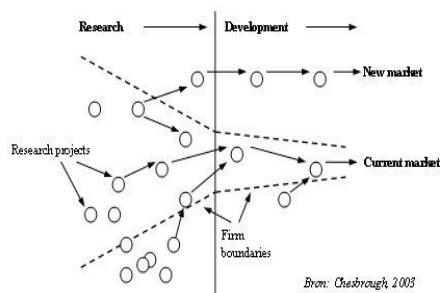 Research
Development
New market
Research projects
Current market
Firm
boundaries
Bron: Chesbrough, 2003